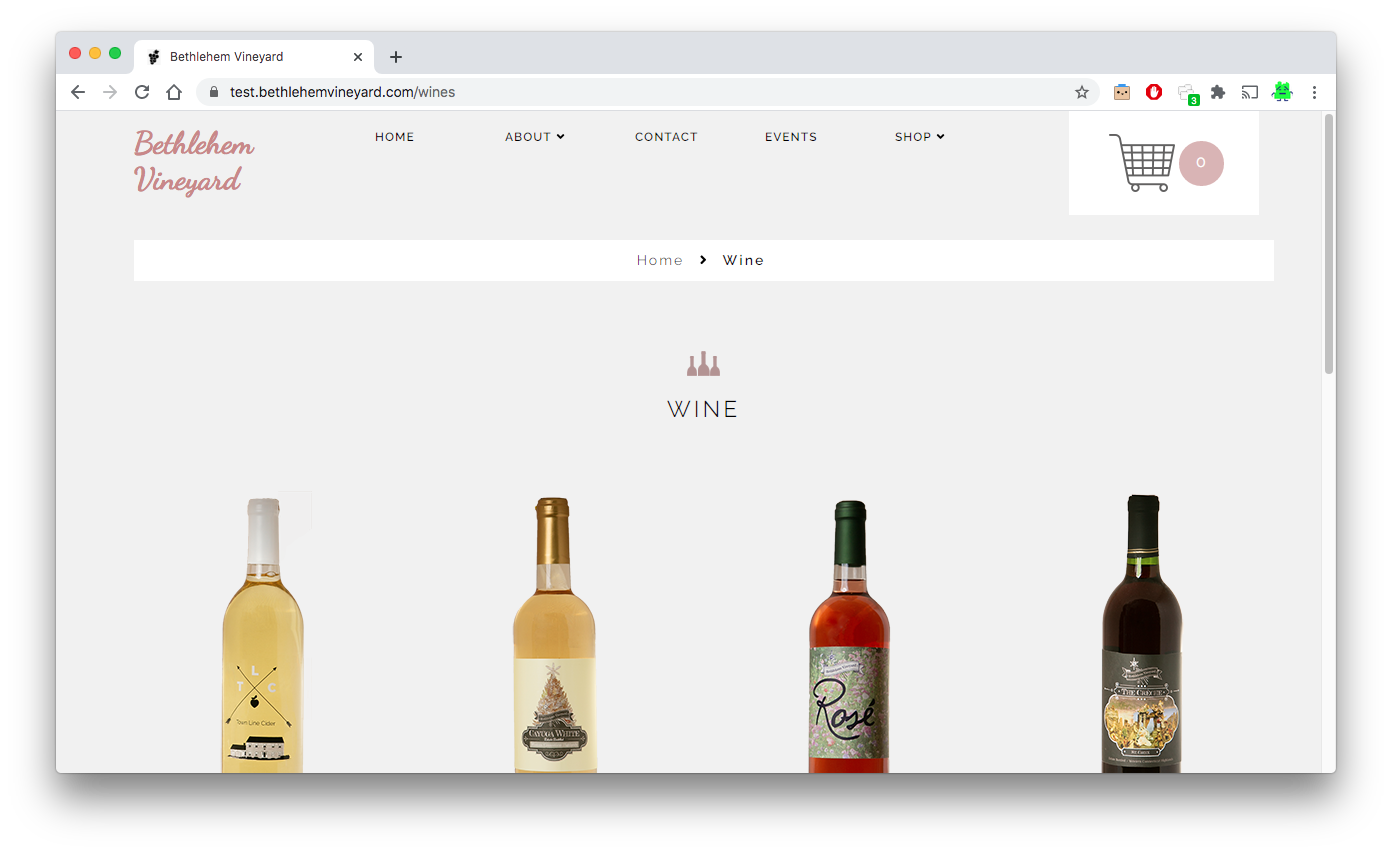 Bethlehem Vineyard
test.bethlehemvineyard.com/wines
3
Bethlehem
Vineyard
HOME
ABOUT
CONTACT
EVENTS
SHOP
0
Home
Wine
WINE
L
T C
Town Line Cider
CAYUGA WHITE
Rosé
THE CRÈCHE